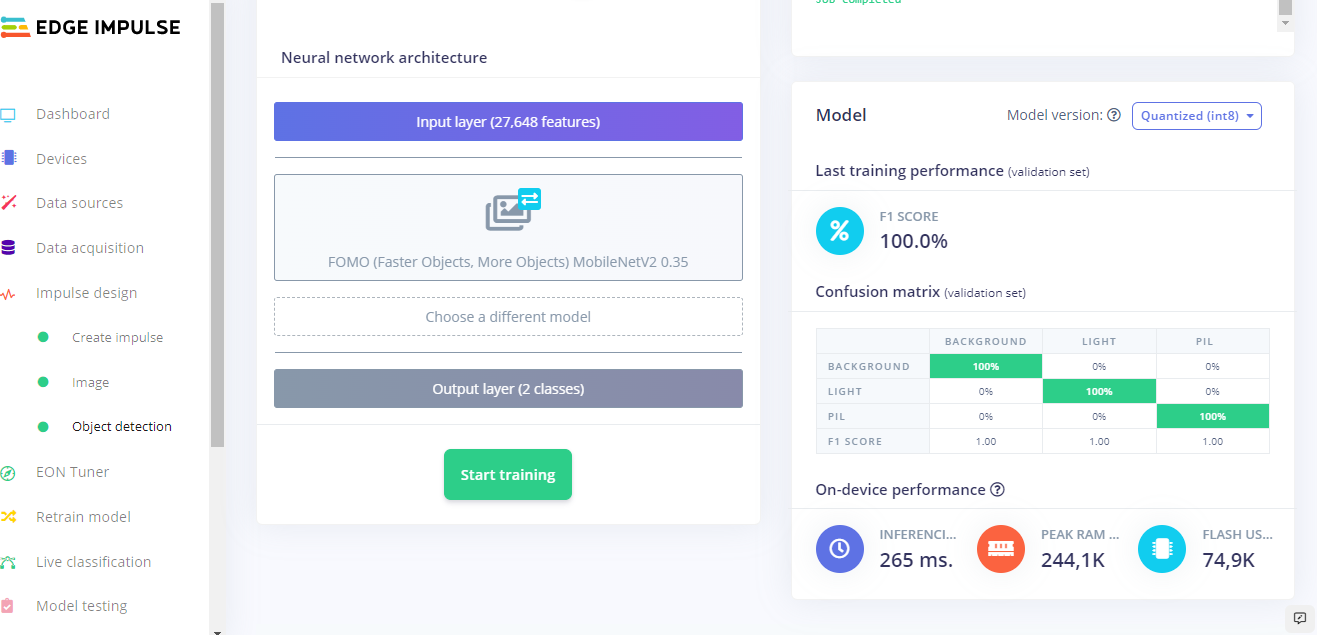 EDGE IMPULSE
Dashboard
Devices
Data sources
Data acquisition
Impulse design
Create impulse
Image
Object detection
EON Tuner
Retrain model
Live classification
Model testing
Neural network architecture
Input layer (27,648 features)
FOMO (Faster Objects, More Objects) MobileNetV2 0.35
Choose a different model
Output layer (2 classes)
Start training
Job completed
Model
Model version: ? Quantized (int8)
Last training performance (validation set)
%
F1 SCORE
100.0%
Confusion matrix (validation set)
BACKGROUND LIGHT PIL
BACKGROUND 100% 0% 0%
LIGHT 0% 100% 0%
PIL 0% 0% 100%
F1 SCORE 1.00 1.00 1.00
On-device performance ?
INFERENCI... PEAK RAM ... FLASH US...
265 ms. 244,1K 74,9K